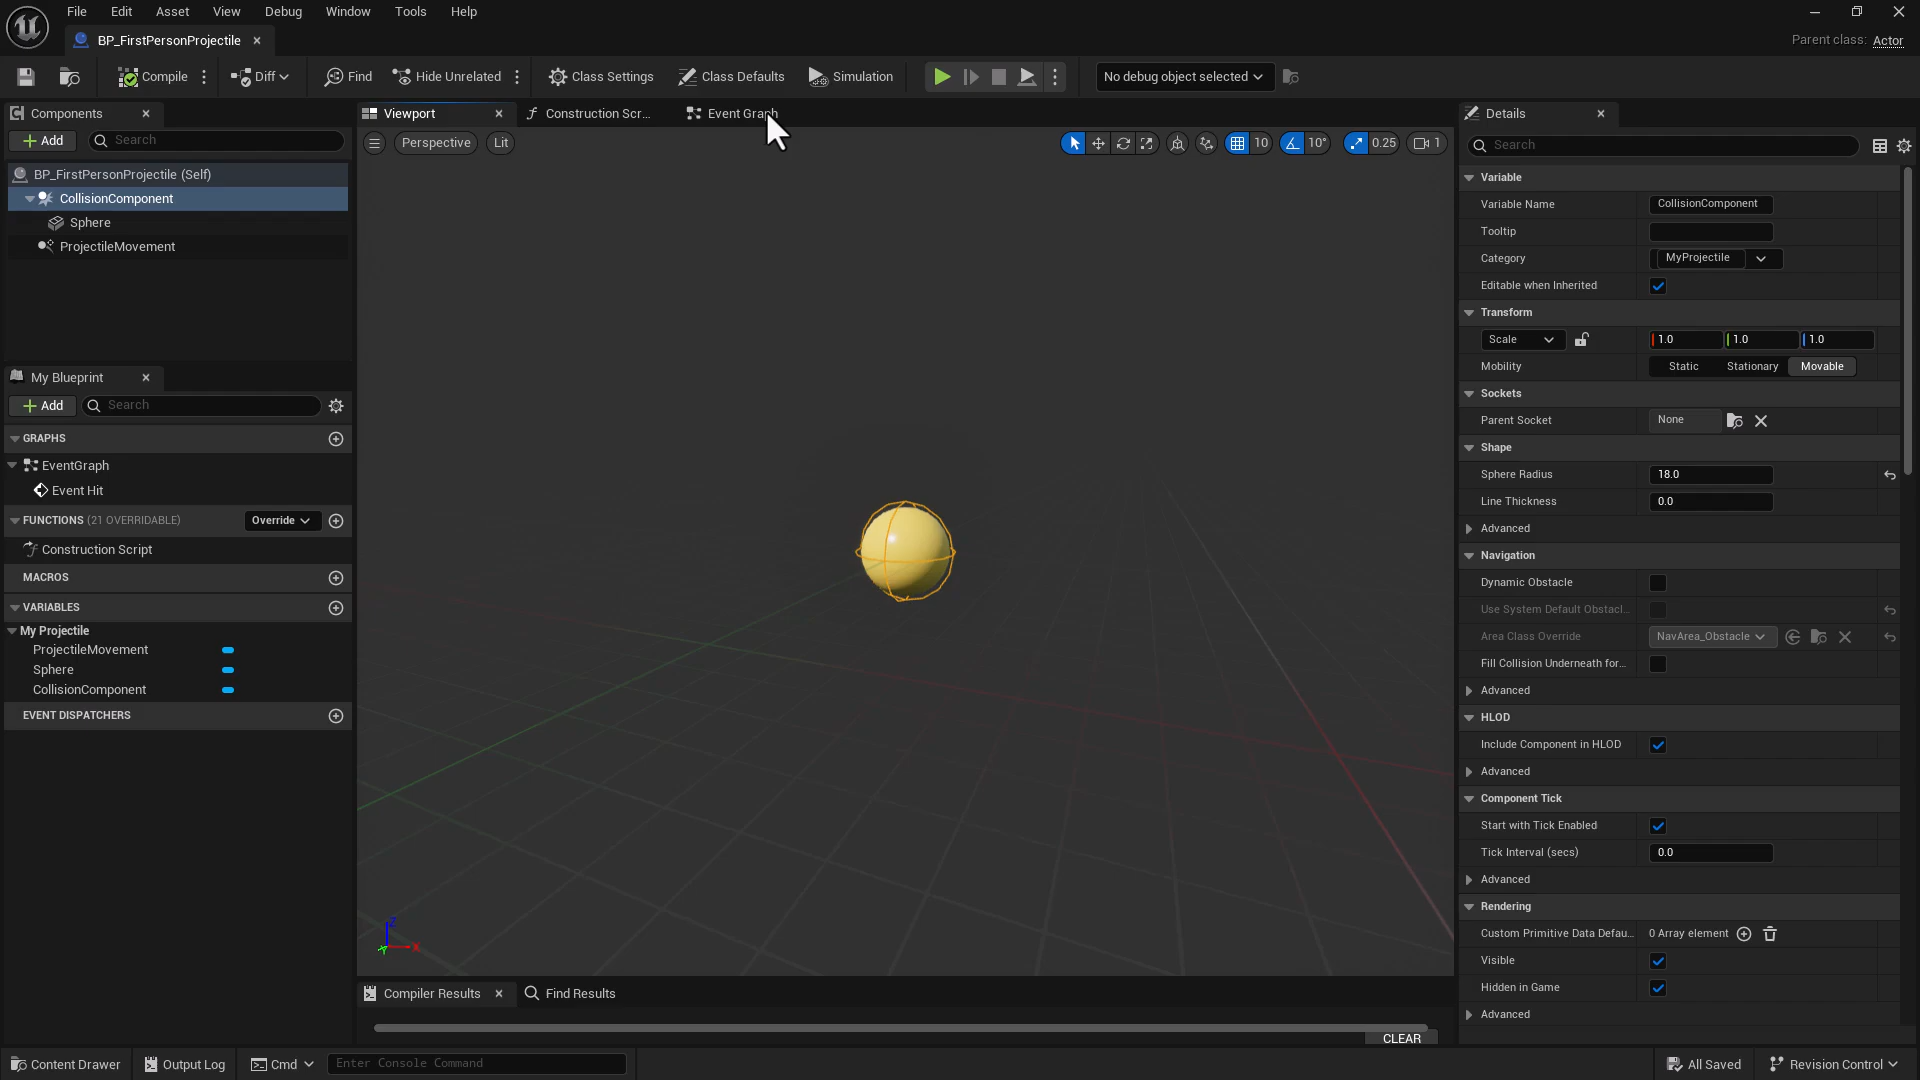 File Edit Asset View Debug Window Tools Help
BP_FirstPersonProjectile
Parent class: Actor
Compile Diff Find Hide Unrelated Class Settings Class Defaults Simulation No debug object selected
Components
Viewport Construction Scr... Event Graph
Details
Add Search
Perspective Lit 10 10° 0.25 1
Search
BP_FirstPersonProjectile (Self)
CollisionComponent
Sphere
ProjectileMovement
My Blueprint
Add Search
GRAPHS
EventGraph
Event Hit
FUNCTIONS (21 OVERRIDABLE) Override
Construction Script
MACROS
VARIABLES
My Projectile
ProjectileMovement
Sphere
CollisionComponent
EVENT DISPATCHERS
Z
X
Y
Variable
Variable Name CollisionComponent
Tooltip
Category MyProjectile
Editable when Inherited
Transform
Scale 1.0 1.0 1.0
Mobility Static Stationary Movable
Sockets
Parent Socket None
Shape
Sphere Radius 18.0
Line Thickness 0.0
Advanced
Navigation
Dynamic Obstacle
Use System Default Obstacl...
Area Class Override NavArea_Obstacle
Fill Collision Underneath for...
Advanced
HLOD
Include Component in HLOD
Advanced
Component Tick
Start with Tick Enabled
Tick Interval (secs) 0.0
Advanced
Rendering
Custom Primitive Data Defau... 0 Array element
Visible
Hidden in Game
Advanced
Compiler Results Find Results
CLEAR
Content Drawer Output Log Cmd Enter Console Command All Saved Revision Control